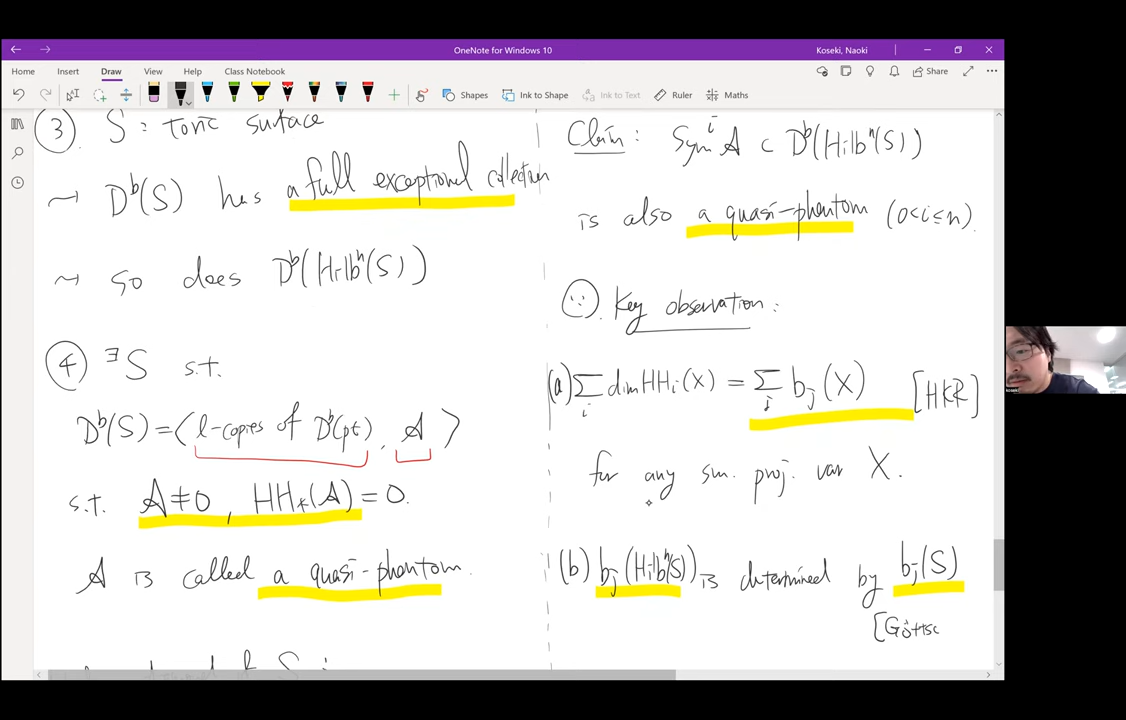 OneNote for Windows 10
Koseki, Naoki
Home Insert Draw View Help Class Notebook
Share
Shapes Ink to Shape Ink to Text Ruler Maths
③ S : toric surface
⇝ D^b(S) has a full exceptional collection
⇝ so does D^b(Hilb^n(S))
④ ∃S s.t.
D^b(S) = ⟨ l-copies of D^b(pt), A ⟩
s.t. A ≠ 0, HH_*(A) = 0.
A is called a quasi-phantom.
Claim : Sym^i A ⊂ D^b(Hilb^n(S))
is also a quasi-phantom (0<i≤n).
∵ Key observation :
(a) Σ_i dim HH_i(X) = Σ_j b_j(X) [HKR]
for any sm. proj. var X.
(b) b_j(Hilb^n(S)) is determined by b_j(S)
[Göttsc
koseki